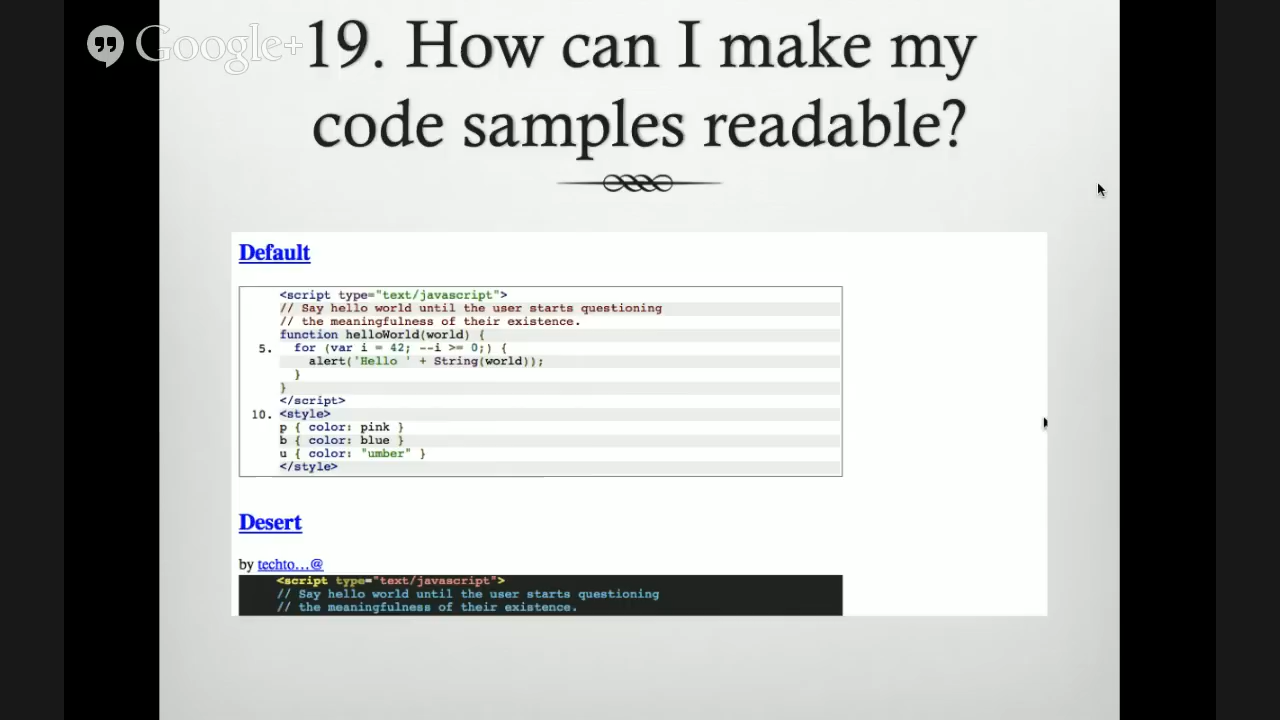 Google+
19. How can I make my
code samples readable?
Default
<script type="text/javascript">
// Say hello world until the user starts questioning
// the meaningfulness of their existence.
function helloWorld(world) {
5. for (var i = 42; --i >= 0;) {
alert('Hello ' + String(world));
}
}
</script>
10. <style>
p { color: pink }
b { color: blue }
u { color: "umber" }
</style>
Desert
by techto...@
<script type="text/javascript">
// Say hello world until the user starts questioning
// the meaningfulness of their existence.